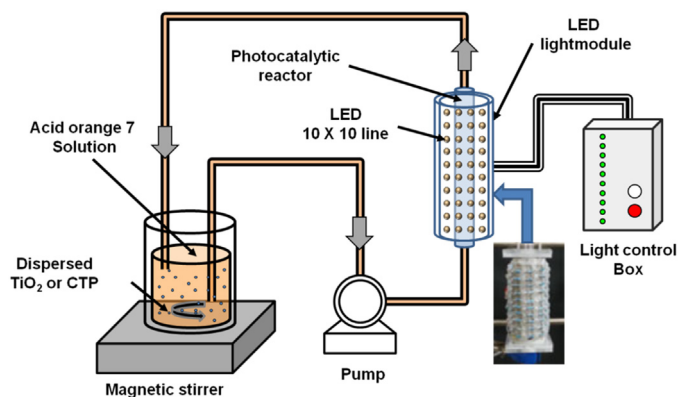 LED
lightmodule
Photocatalytic
reactor
LED
10 X 10 line
Acid orange 7
Solution
Dispersed
TiO₂ or CTP
Magnetic stirrer
Pump
Light control
Box